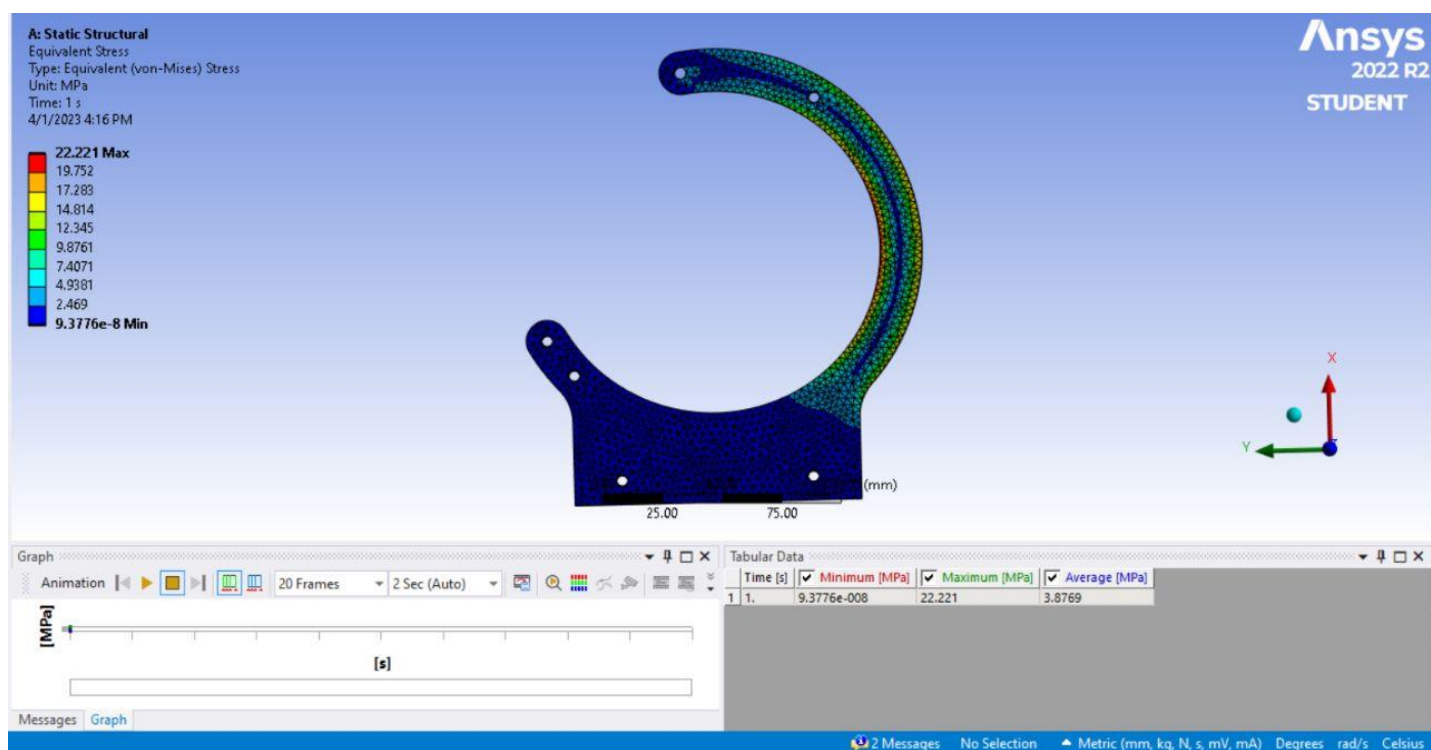 A: Static Structural
Equivalent Stress
Type: Equivalent (von-Mises) Stress
Unit: MPa
Time: 1 s
4/1/2023 4:16 PM
22.221 Max
19.752
17.283
14.814
12.345
9.8761
7.4071
4.9381
2.469
9.3776e-8 Min
Ansys
2022 R2
STUDENT
X
Y
(mm)
25.00 75.00
Graph
Animation 20 Frames 2 Sec (Auto)
[MPa]
[s]
Messages Graph
Tabular Data
Time [s] Minimum [MPa] Maximum [MPa] Average [MPa]
1 1. 9.3776e-008 22.221 3.8769
2 Messages No Selection Metric (mm, kg, N, s, mV, mA) Degrees rad/s Celsius